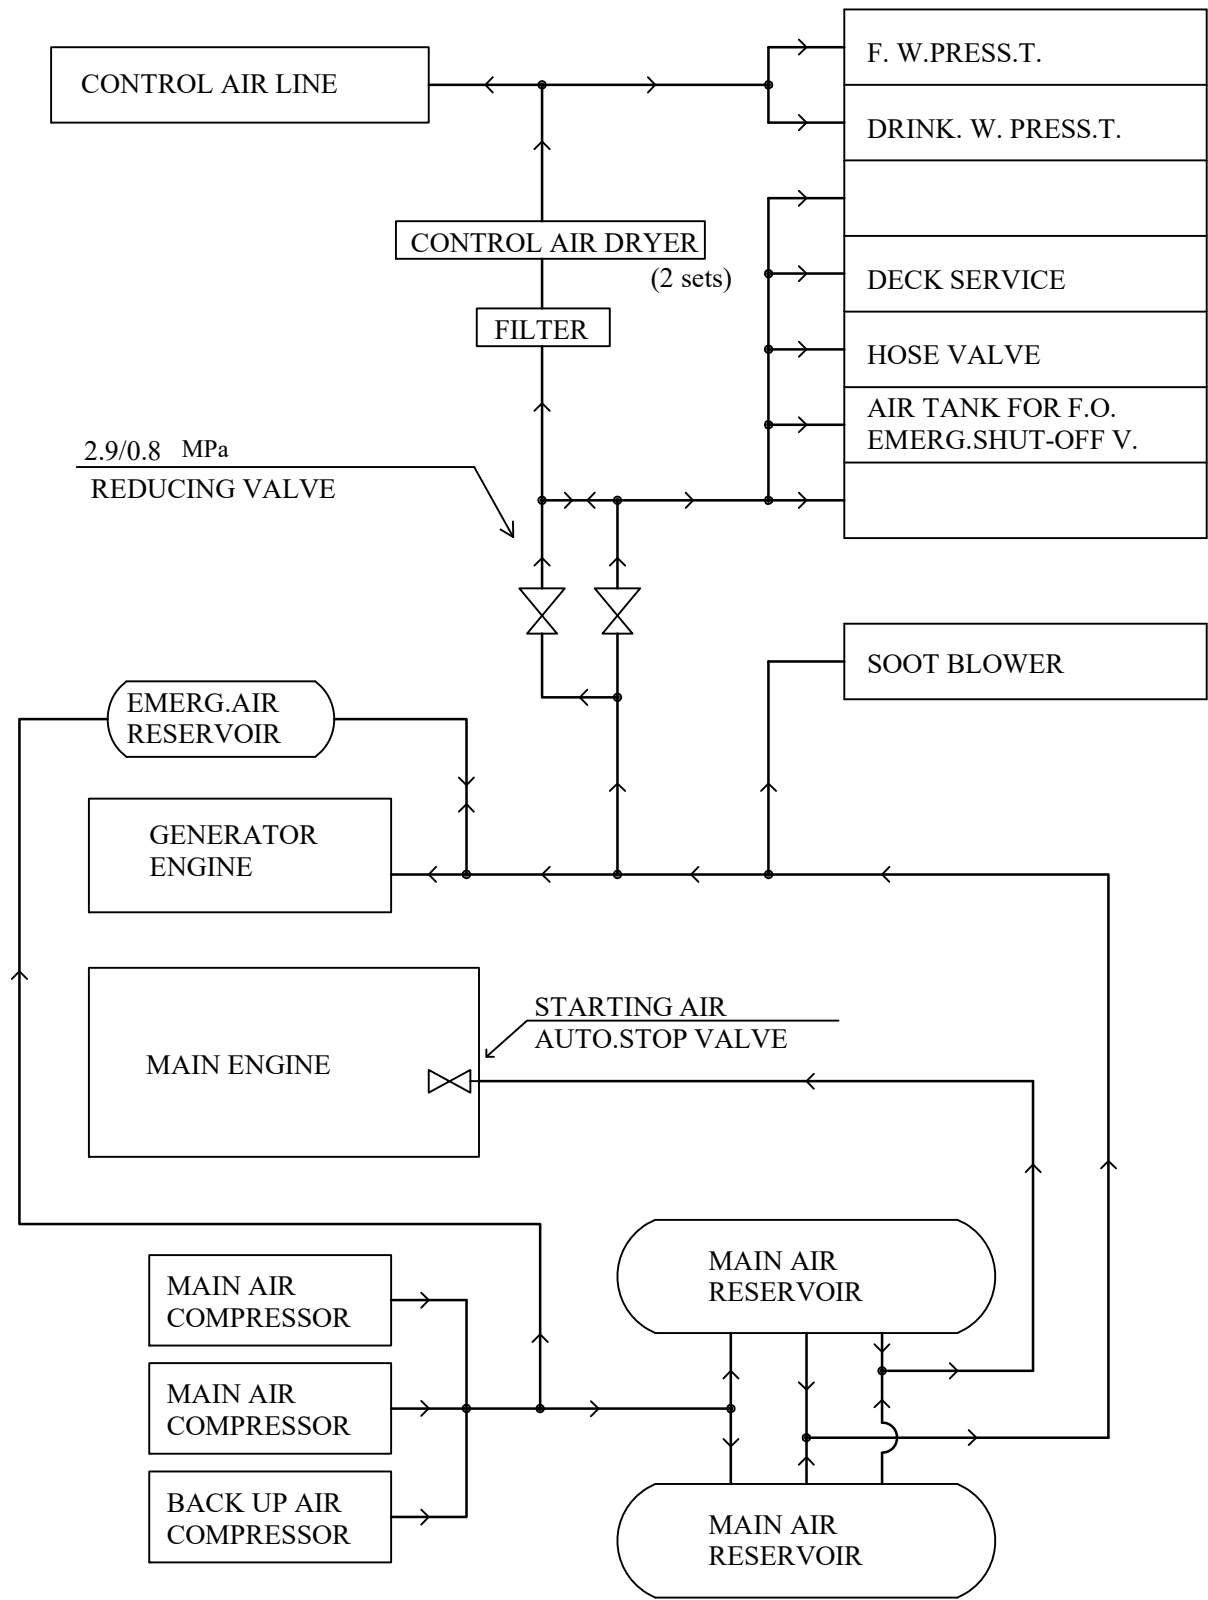 F. W.PRESS.T.
CONTROL AIR LINE
DRINK. W. PRESS.T.
CONTROL AIR DRYER
(2 sets)
DECK SERVICE
FILTER
HOSE VALVE
AIR TANK FOR F.O.
EMERG.SHUT-OFF V.
2.9/0.8 MPa
REDUCING VALVE
SOOT BLOWER
EMERG.AIR
RESERVOIR
GENERATOR
ENGINE
STARTING AIR
AUTO.STOP VALVE
MAIN ENGINE
MAIN AIR
RESERVOIR
MAIN AIR
COMPRESSOR
MAIN AIR
COMPRESSOR
BACK UP AIR
COMPRESSOR
MAIN AIR
RESERVOIR